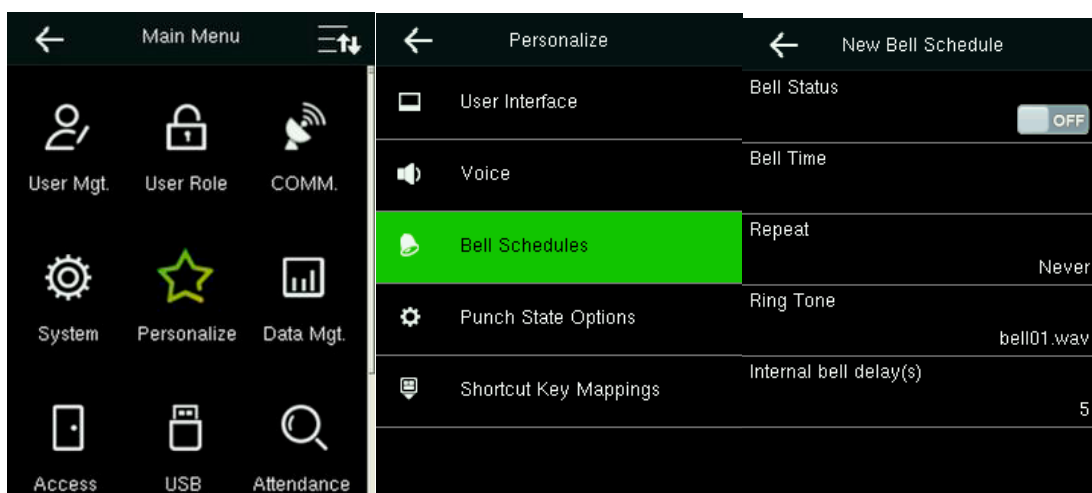 Main Menu
User Mgt.
User Role
COMM.
System
Personalize
Data Mgt.
Access
USB
Attendance
Personalize
User Interface
Voice
Bell Schedules
Punch State Options
Shortcut Key Mappings
New Bell Schedule
Bell Status
OFF
Bell Time
Repeat
Never
Ring Tone
bell01.wav
Internal bell delay(s)
5